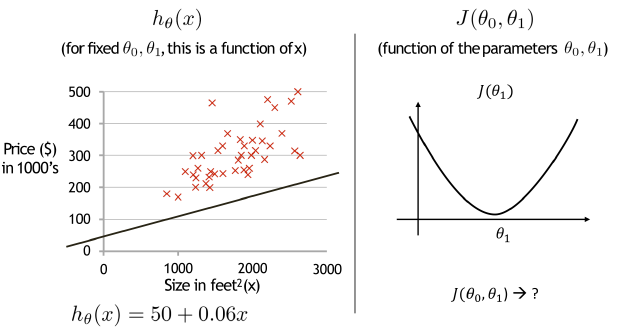 h_θ(x)
(for fixed θ₀, θ₁, this is a function of x)
500
400
300
200
100
0
Price ($)
in 1000's
0 1000 2000 3000
Size in feet² (x)
h_θ(x) = 50 + 0.06x
J(θ₀, θ₁)
(function of the parameters θ₀, θ₁)
J(θ₁)
θ₁
J(θ₀, θ₁) → ?